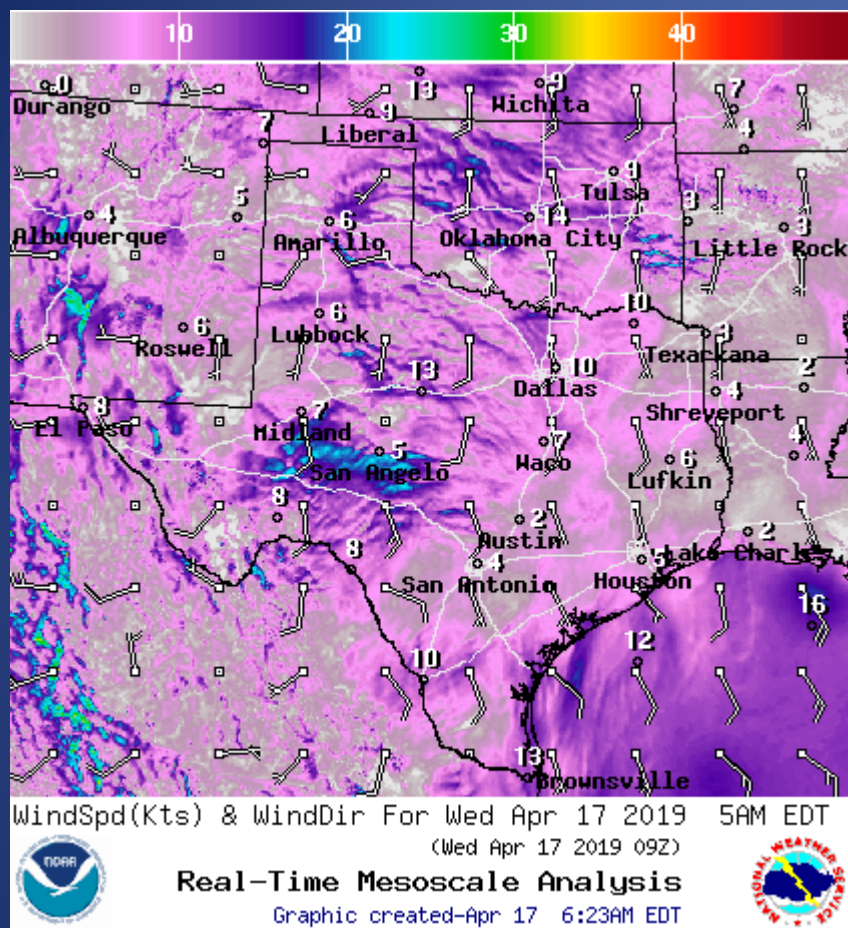 10 20 30 40
0 13 9 7
Durango Wichita
9
Liberal
7 4
9
Tulsa
4 5 6 14 3 3
Albuquerque Amarillo Oklahoma City Little Rock
6 6 10
Roswell Lubbock 3
Texarkana
13 10
Dallas 4 2
8 7 Shreveport
El Paso Midland
5 7 4
San Angelo Waco 6
Lufkin
8 2 2
Austin Lake Charl
8 4
San Antonio Houston
16
12
10
13
Brownsville
WindSpd(Kts) & WindDir For Wed Apr 17 2019 5AM EDT
(Wed Apr 17 2019 09Z)
Real-Time Mesoscale Analysis
Graphic created-Apr 17 6:23AM EDT
NOAA
NATIONAL WEATHER SERVICE